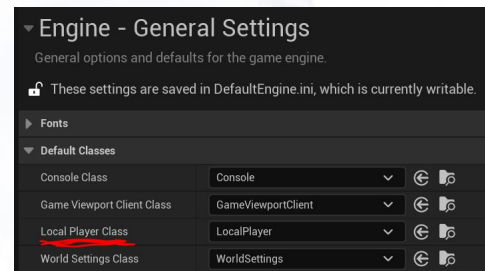 Engine - General Settings
General options and defaults for the game engine.
These settings are saved in DefaultEngine.ini, which is currently writable.
Fonts
Default Classes
Console Class Console
Game Viewport Client Class GameViewportClient
Local Player Class LocalPlayer
World Settings Class WorldSettings